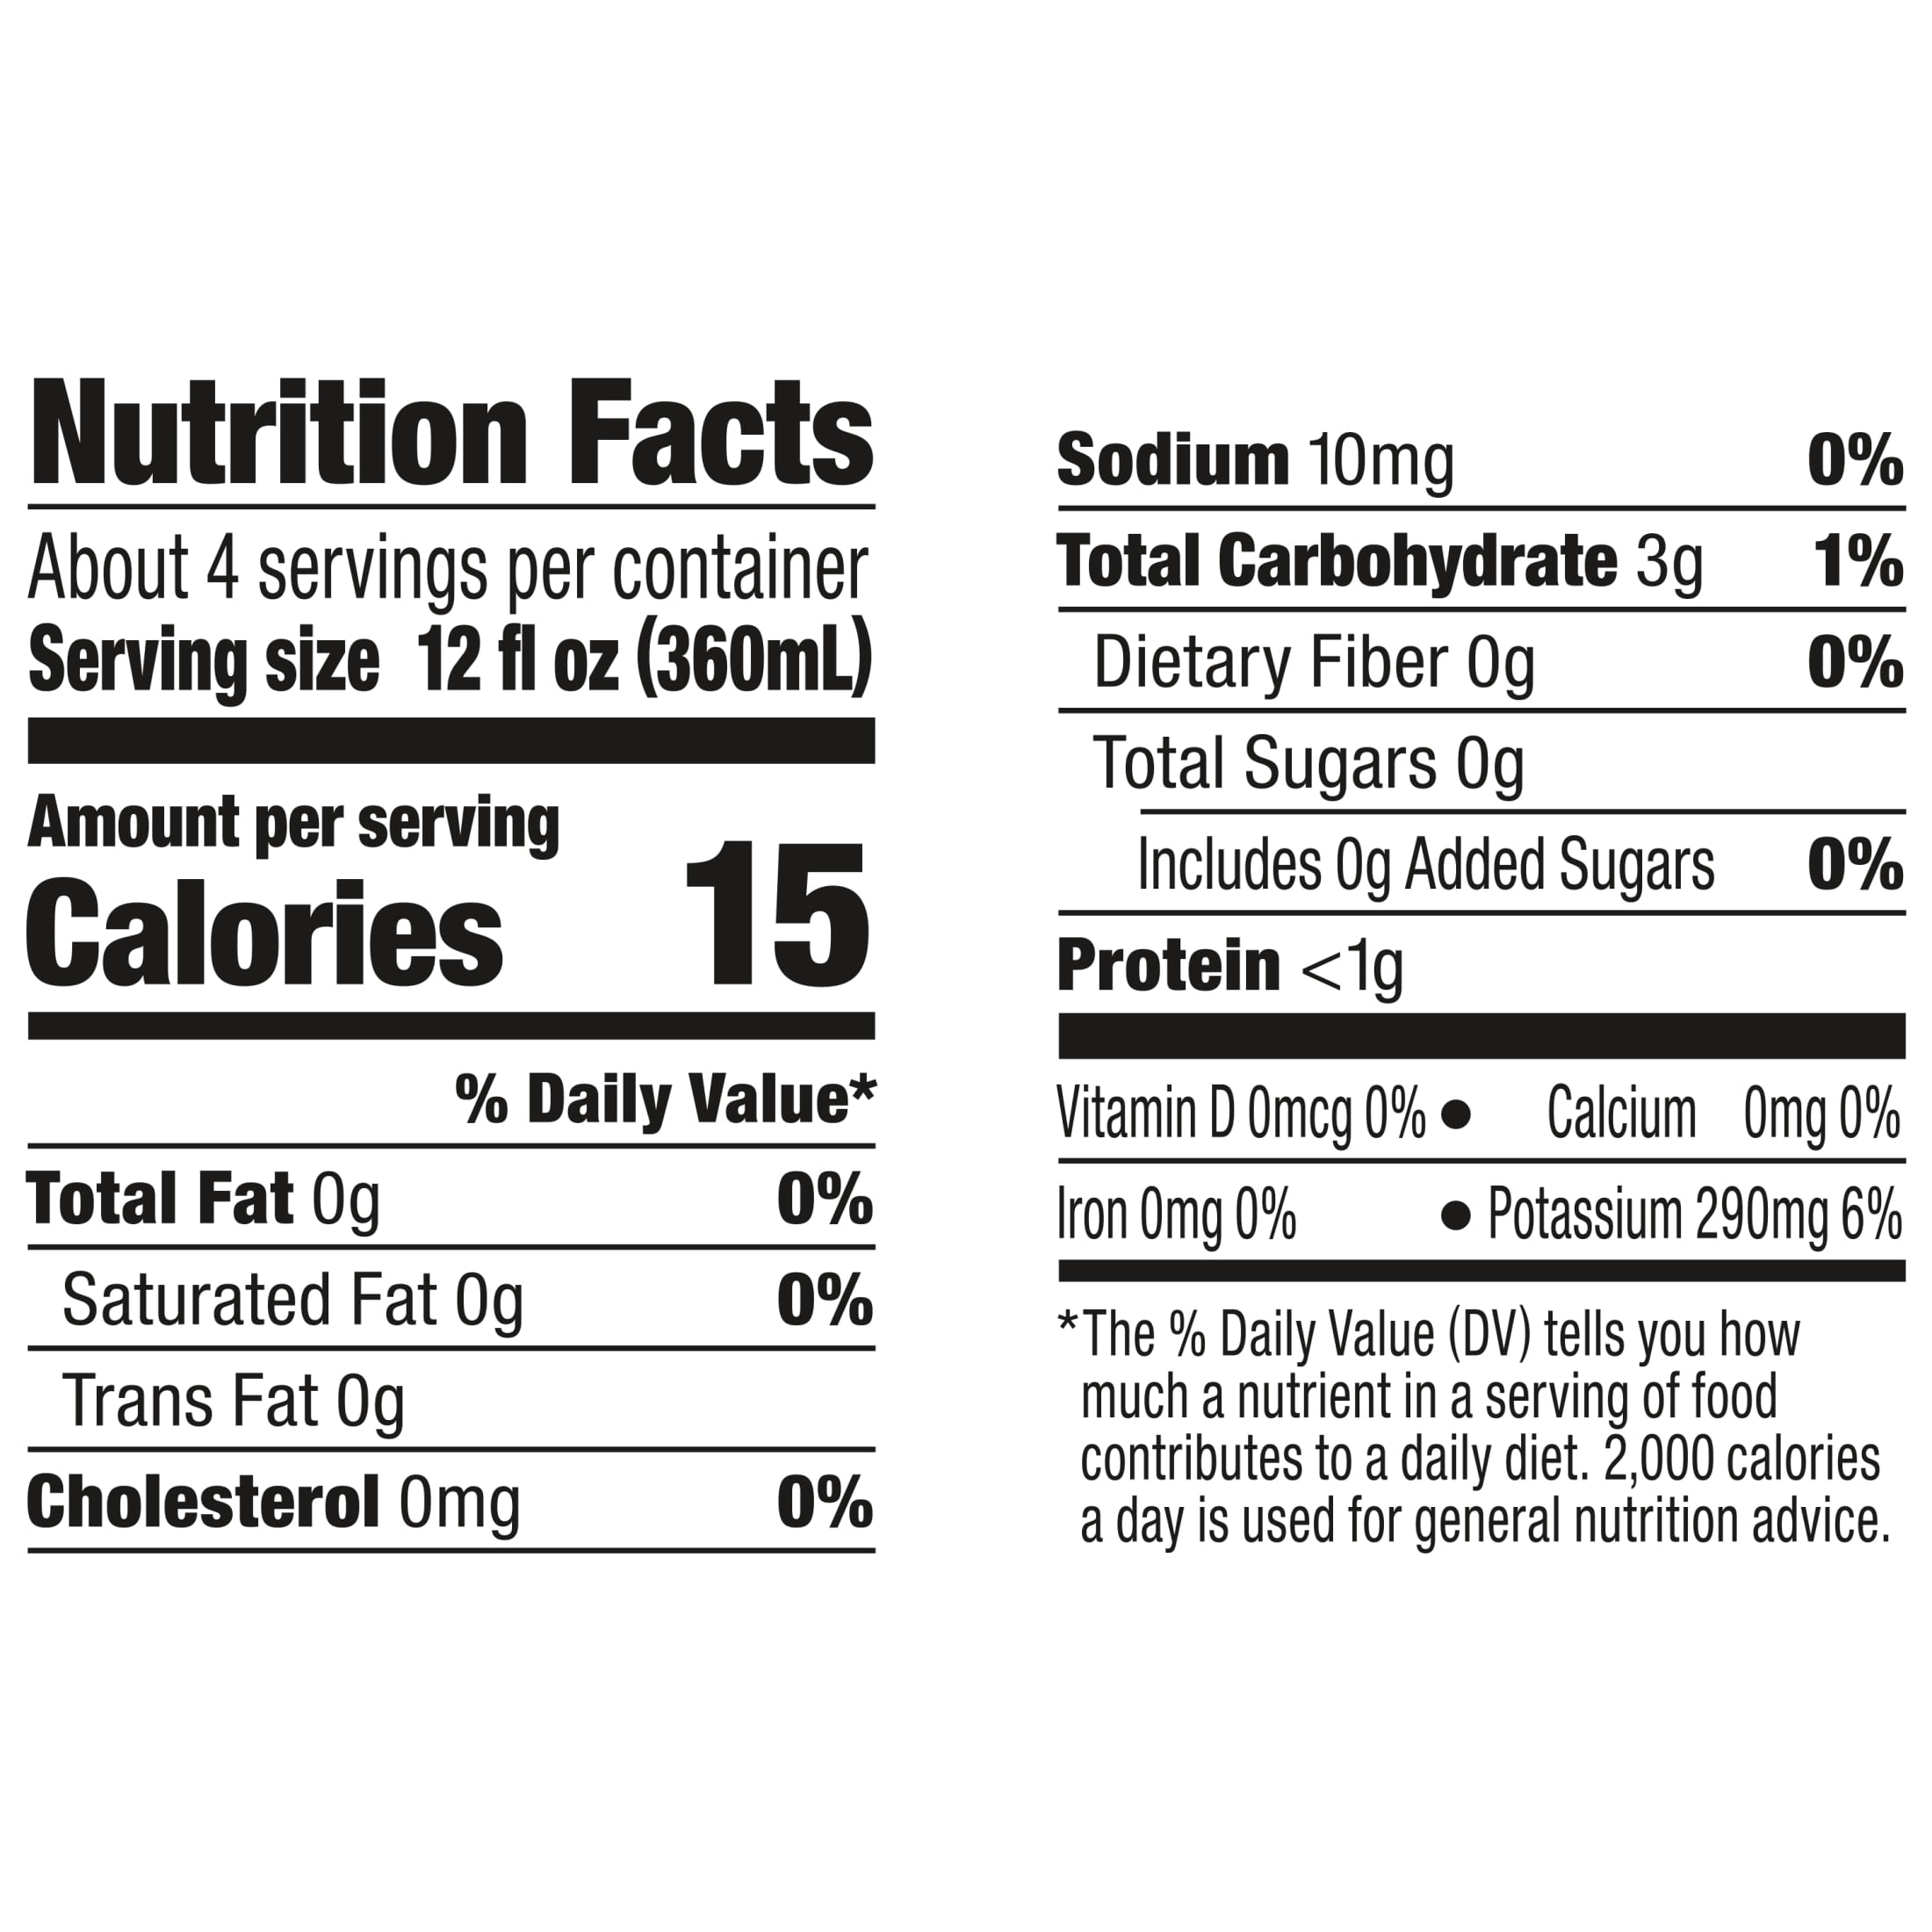 Nutrition Facts
About 4 servings per container
Serving size 12 fl oz (360mL)
Amount per serving
Calories 15
% Daily Value*
Total Fat 0g 0%
Saturated Fat 0g 0%
Trans Fat 0g
Cholesterol 0mg 0%
Sodium 10mg 0%
Total Carbohydrate 3g 1%
Dietary Fiber 0g 0%
Total Sugars 0g
Includes 0g Added Sugars 0%
Protein <1g
Vitamin D 0mcg 0% ● Calcium 0mg 0%
Iron 0mg 0% ● Potassium 290mg 6%
*The % Daily Value (DV) tells you how
much a nutrient in a serving of food
contributes to a daily diet. 2,000 calories
a day is used for general nutrition advice.